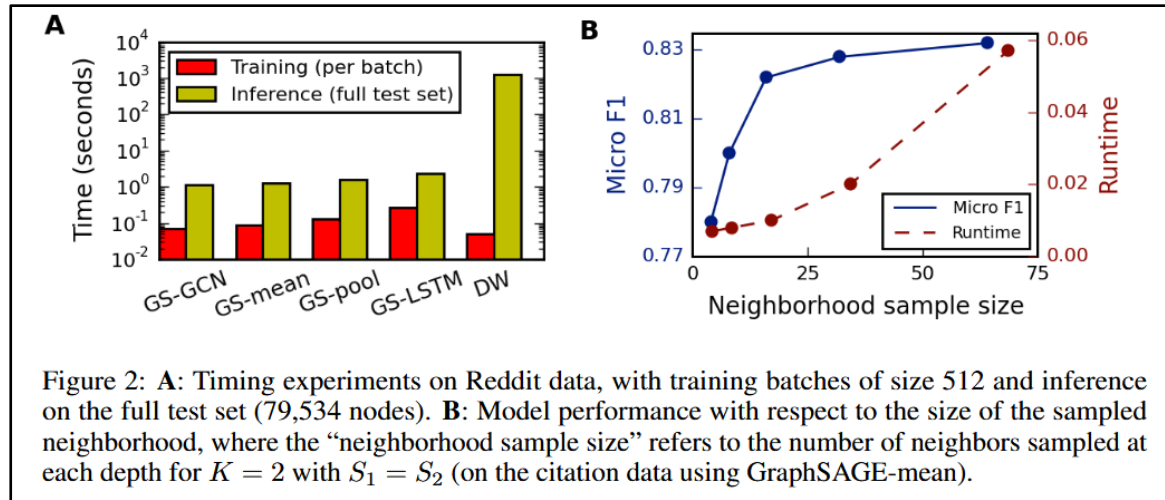 A
10^4
10^3
10^2
10^1
10^0
10^-1
10^-2
Time (seconds)
Training (per batch)
Inference (full test set)
GS-GCN
GS-mean
GS-pool
GS-LSTM
DW
B
0.83
0.81
0.79
0.77
Micro F1
0.06
0.04
0.02
0.00
Runtime
Micro F1
Runtime
0 25 50 75
Neighborhood sample size
Figure 2: A: Timing experiments on Reddit data, with training batches of size 512 and inference
on the full test set (79,534 nodes). B: Model performance with respect to the size of the sampled
neighborhood, where the “neighborhood sample size” refers to the number of neighbors sampled at
each depth for K = 2 with S₁ = S₂ (on the citation data using GraphSAGE-mean).